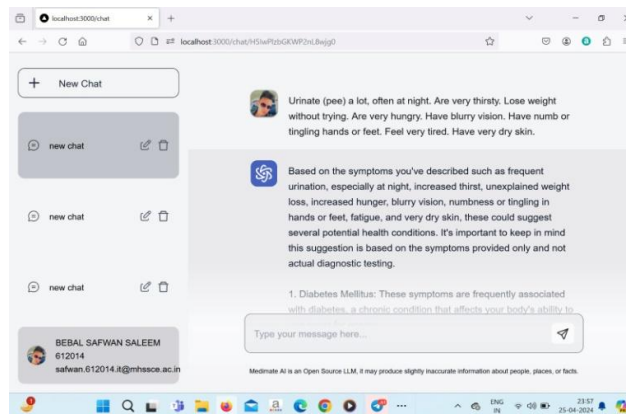 localhost:3000/chat
localhost:3000/chat/H5IwPlzbGKWP2nL8wjg0
New Chat
new chat
new chat
new chat
BEBAL SAFWAN SALEEM
612014
safwan.612014.it@mhssce.ac.in
Urinate (pee) a lot, often at night. Are very thirsty. Lose weight
without trying. Are very hungry. Have blurry vision. Have numb or
tingling hands or feet. Feel very tired. Have very dry skin.
Based on the symptoms you've described such as frequent
urination, especially at night, increased thirst, unexplained weight
loss, increased hunger, blurry vision, numbness or tingling in
hands or feet, fatigue, and very dry skin, these could suggest
several potential health conditions. It's important to keep in mind
this suggestion is based on the symptoms provided only and not
actual diagnostic testing.
1. Diabetes Mellitus: These symptoms are frequently associated
with diabetes, a chronic condition that affects your body's ability to
Type your message here...
Medimate AI is an Open Source LLM, it may produce slightly inaccurate information about people, places, or facts.
ENG
IN
23:57
25-04-2024